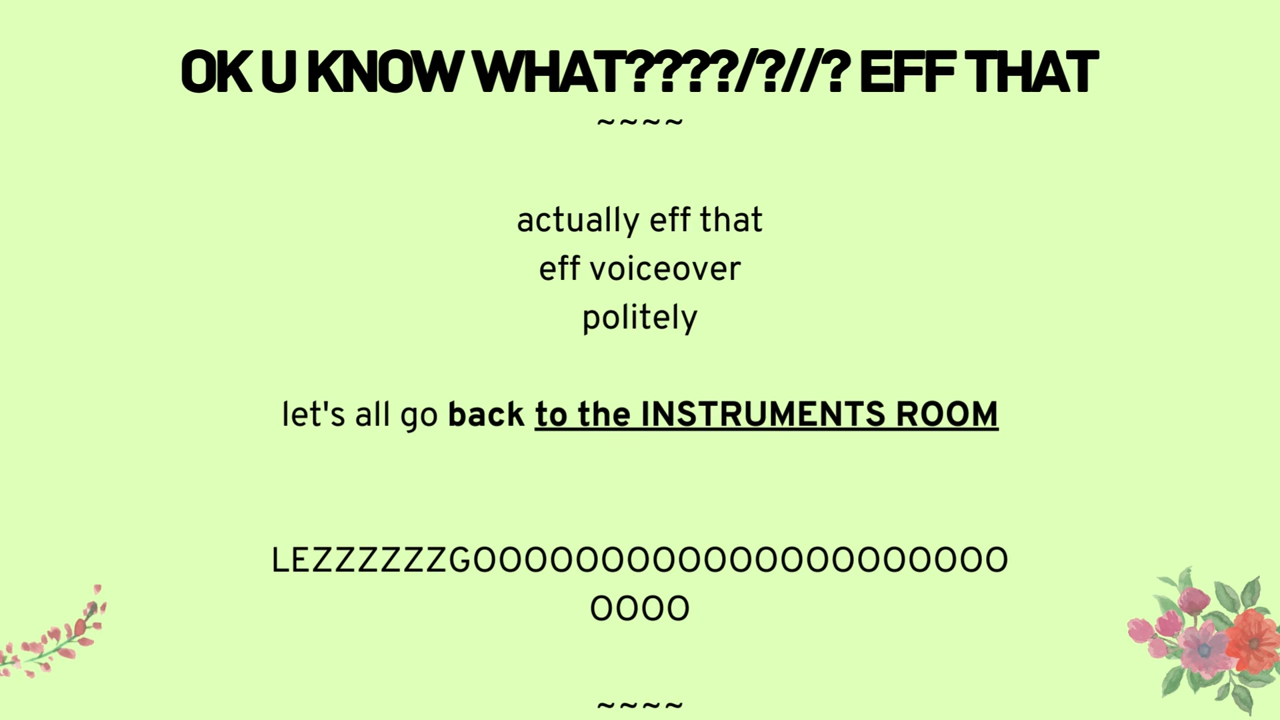 OK U KNOW WHAT????/?//? EFF THAT
~~~~
actually eff that
eff voiceover
politely
let's all go back to the INSTRUMENTS ROOM
LEZZZZZZGOOOOOOOOOOOOOOOOOOOOO
OOOO
~~~~